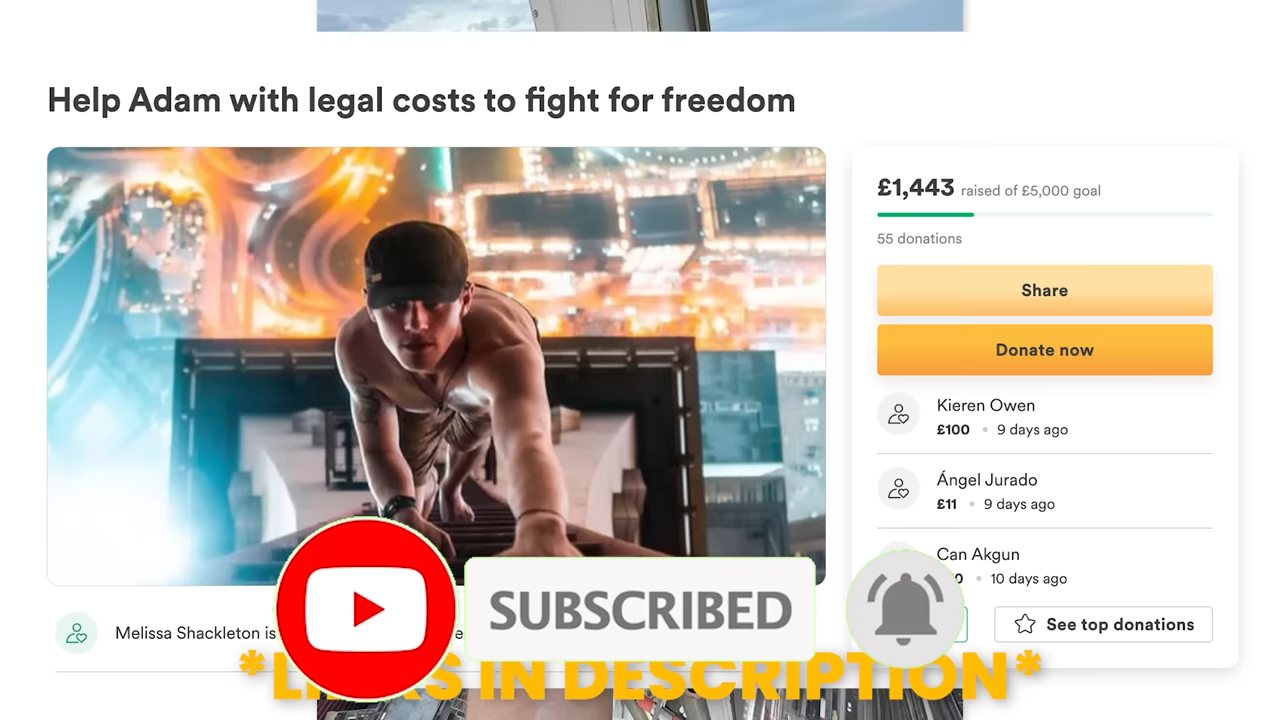 Help Adam with legal costs to fight for freedom
£1,443 raised of £5,000 goal
55 donations
Share
Donate now
Kieren Owen
£100 • 9 days ago
Ángel Jurado
£11 • 9 days ago
Can Akgun
10 days ago
See top donations
Melissa Shackleton is
SUBSCRIBED
IN DESCRIPTION*